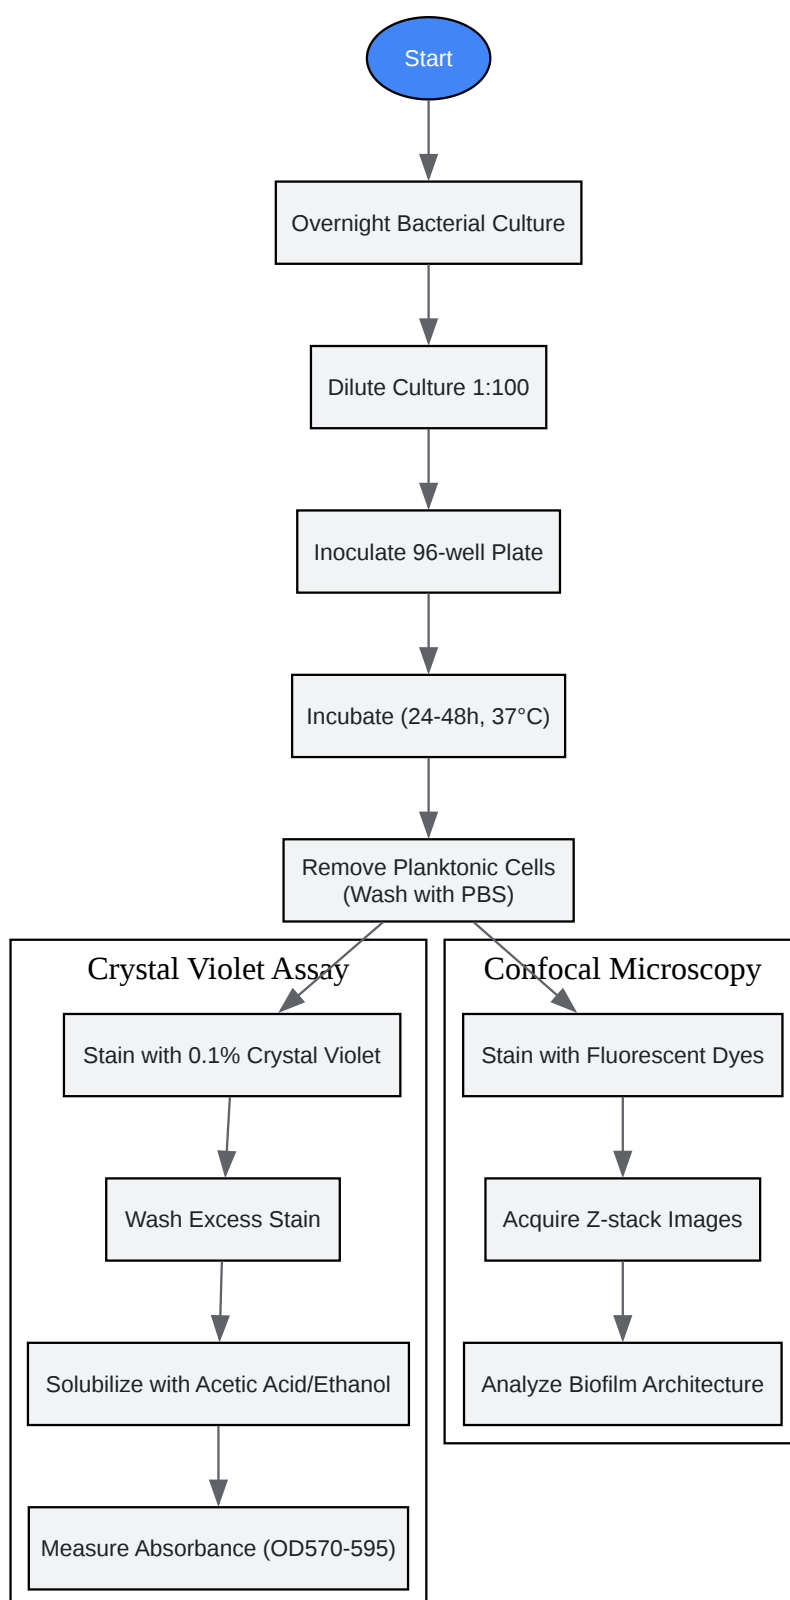 Start
Overnight Bacterial Culture
Dilute Culture 1:100
Inoculate 96-well Plate
Incubate (24-48h, 37°C)
Remove Planktonic Cells
(Wash with PBS)
Crystal Violet Assay
Stain with 0.1% Crystal Violet
Wash Excess Stain
Solubilize with Acetic Acid/Ethanol
Measure Absorbance (OD570-595)
Confocal Microscopy
Stain with Fluorescent Dyes
Acquire Z-stack Images
Analyze Biofilm Architecture